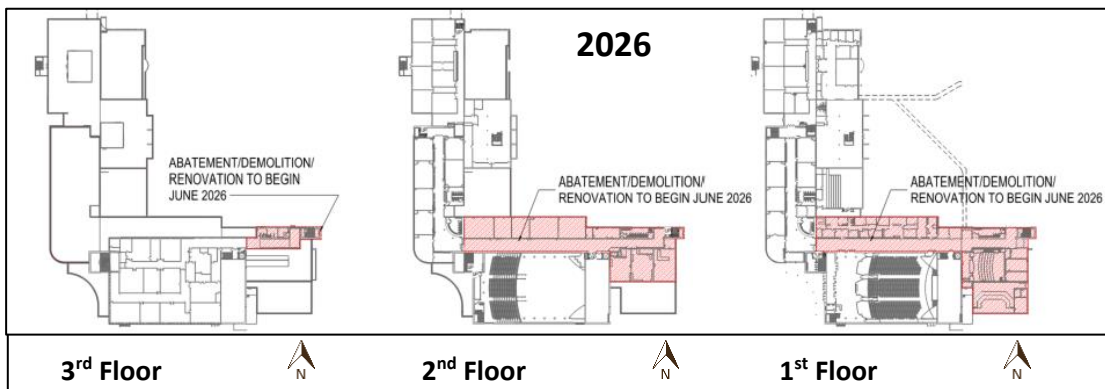 2026
ABATEMENT/DEMOLITION/
RENOVATION TO BEGIN
JUNE 2026
ABATEMENT/DEMOLITION/
RENOVATION TO BEGIN JUNE 2026
ABATEMENT/DEMOLITION/
RENOVATION TO BEGIN JUNE 2026
3rd Floor
N
2nd Floor
N
1st Floor
N